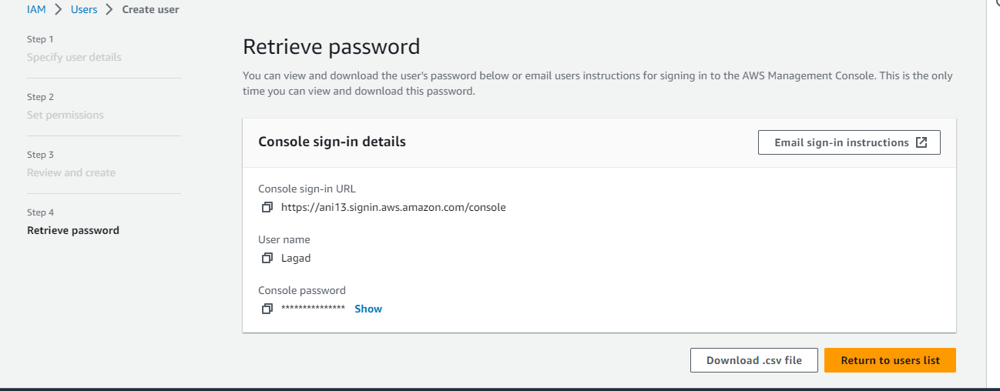 IAM > Users > Create user
Step 1
Specify user details
Step 2
Set permissions
Step 3
Review and create
Step 4
Retrieve password
Retrieve password
You can view and download the user's password below or email users instructions for signing in to the AWS Management Console. This is the only
time you can view and download this password.
Console sign-in details
Email sign-in instructions
Console sign-in URL
https://ani13.signin.aws.amazon.com/console
User name
Lagad
Console password
*************** Show
Download .csv file
Return to users list